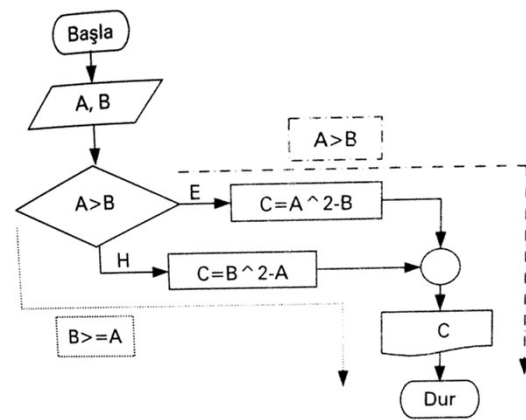 Başla
A, B
A>B
A>B
E
C=A^2-B
H
C=B^2-A
B>=A
C
Dur